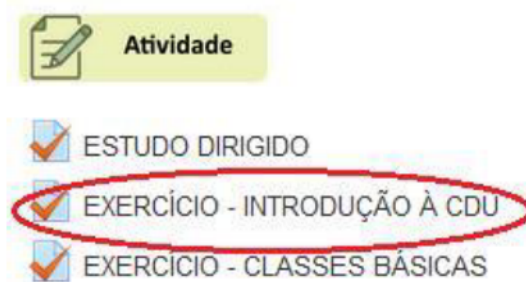 Atividade
ESTUDO DIRIGIDO
EXERCÍCIO - INTRODUÇÃO À CDU
EXERCÍCIO - CLASSES BÁSICAS